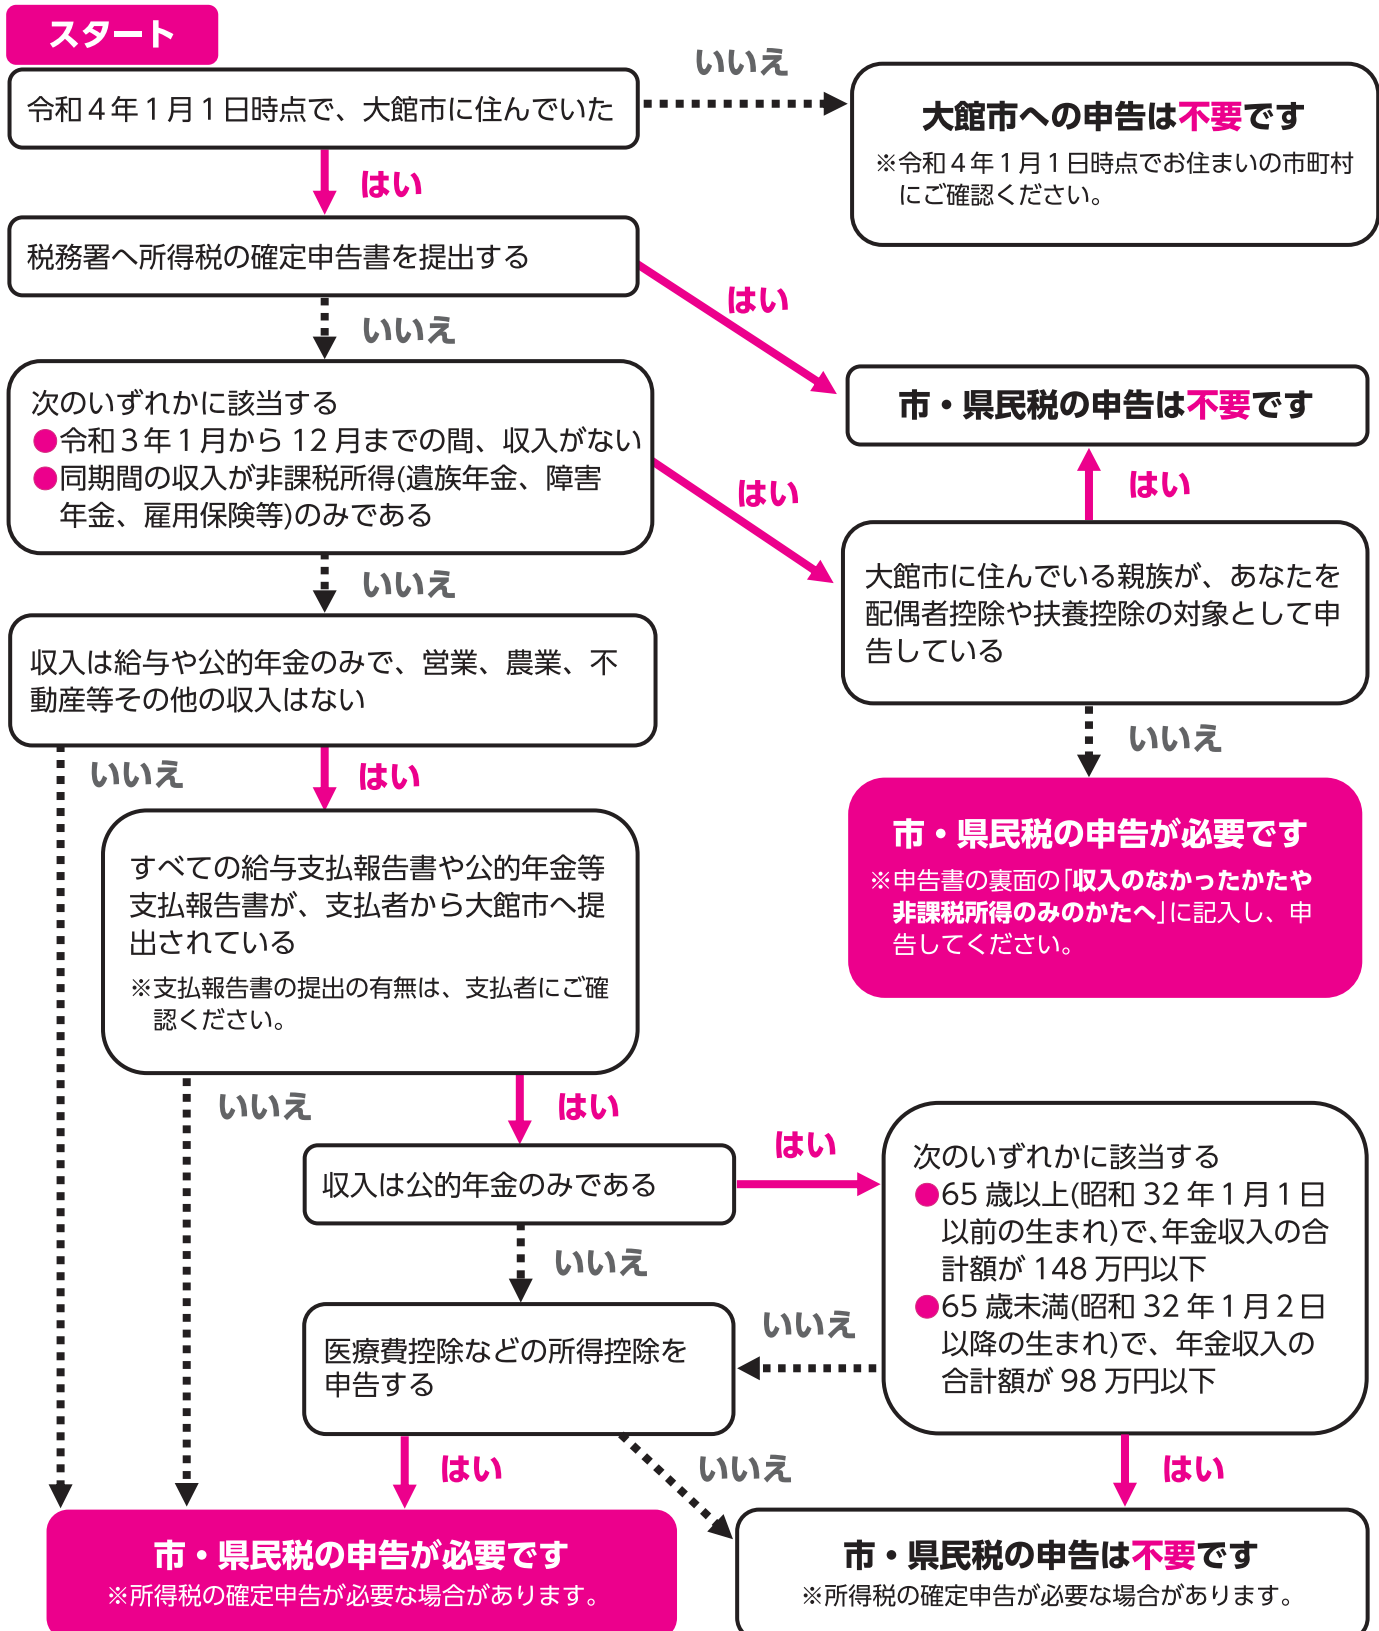 スタート
令和４年１月１日時点で、大館市に住んでいた
いいえ
大館市への申告は不要です
※令和４年１月１日時点でお住まいの市町村
にご確認ください。
はい
税務署へ所得税の確定申告書を提出する
はい
いいえ
市・県民税の申告は不要です
次のいずれかに該当する
●令和３年１月から 12 月までの間、収入がない
●同期間の収入が非課税所得(遺族年金、障害
年金、雇用保険等)のみである
はい
はい
大館市に住んでいる親族が、あなたを
配偶者控除や扶養控除の対象として申
告している
いいえ
いいえ
収入は給与や公的年金のみで、営業、農業、不
動産等その他の収入はない
市・県民税の申告が必要です
※申告書の裏面の｢収入のなかったかたや
非課税所得のみのかたへ｣に記入し、申
告してください。
いいえ
はい
すべての給与支払報告書や公的年金等
支払報告書が、支払者から大館市へ提
出されている
※支払報告書の提出の有無は、支払者にご確
認ください。
いいえ
はい
収入は公的年金のみである
はい
次のいずれかに該当する
●65 歳以上(昭和 32 年１月１日
以前の生まれ)で､年金収入の合
計額が 148 万円以下
●65 歳未満(昭和 32 年１月２日
以降の生まれ)で、年金収入の
合計額が 98 万円以下
いいえ
いいえ
医療費控除などの所得控除を
申告する
はい
いいえ
はい
市・県民税の申告が必要です
※所得税の確定申告が必要な場合があります。
市・県民税の申告は不要です
※所得税の確定申告が必要な場合があります。